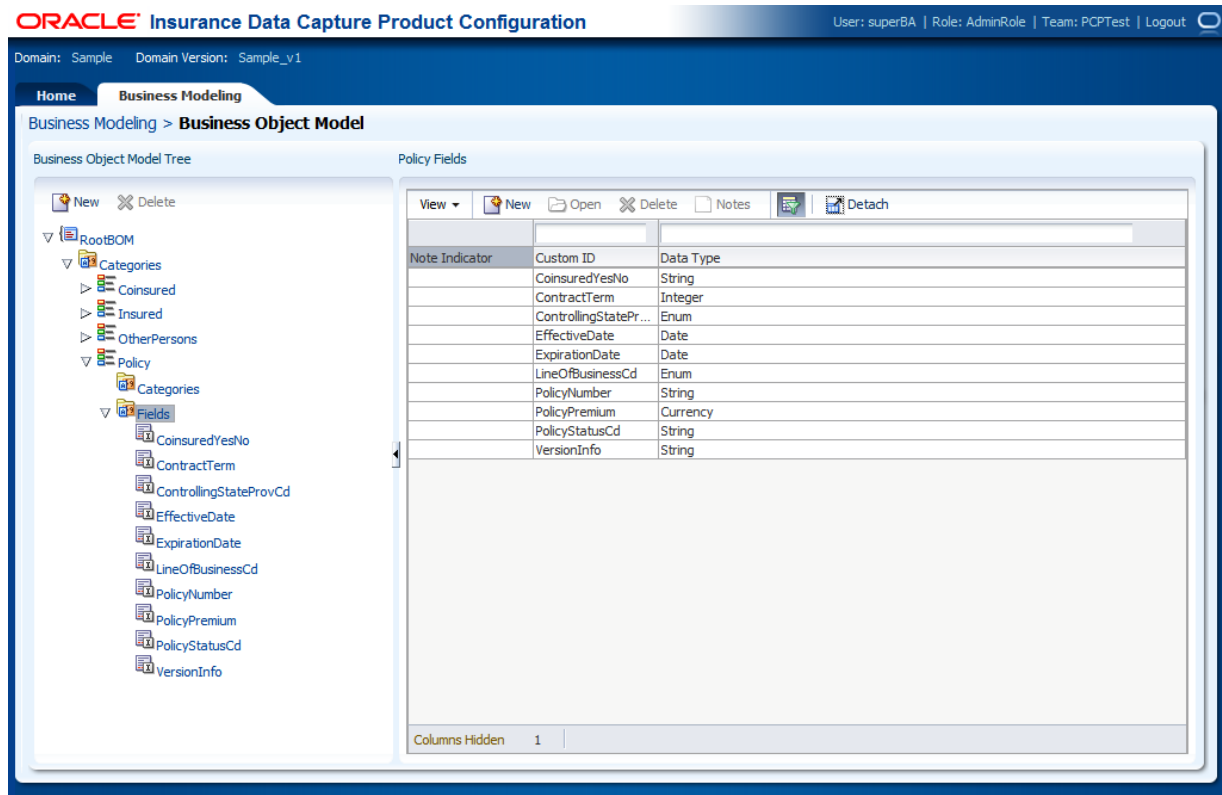 ORACLE® Insurance Data Capture Product Configuration
User: superBA | Role: AdminRole | Team: PCPTest | Logout
Domain: Sample Domain Version: Sample_v1
Home Business Modeling
Business Modeling > Business Object Model
Business Object Model Tree
New Delete
RootBOM
Categories
Coinsured
Insured
OtherPersons
Policy
Categories
Fields
CoinsuredYesNo
ContractTerm
ControllingStateProvCd
EffectiveDate
ExpirationDate
LineOfBusinessCd
PolicyNumber
PolicyPremium
PolicyStatusCd
VersionInfo
Policy Fields
View New Open Delete Notes Detach
Note Indicator Custom ID Data Type
CoinsuredYesNo String
ContractTerm Integer
ControllingStatePr... Enum
EffectiveDate Date
ExpirationDate Date
LineOfBusinessCd Enum
PolicyNumber String
PolicyPremium Currency
PolicyStatusCd String
VersionInfo String
Columns Hidden 1